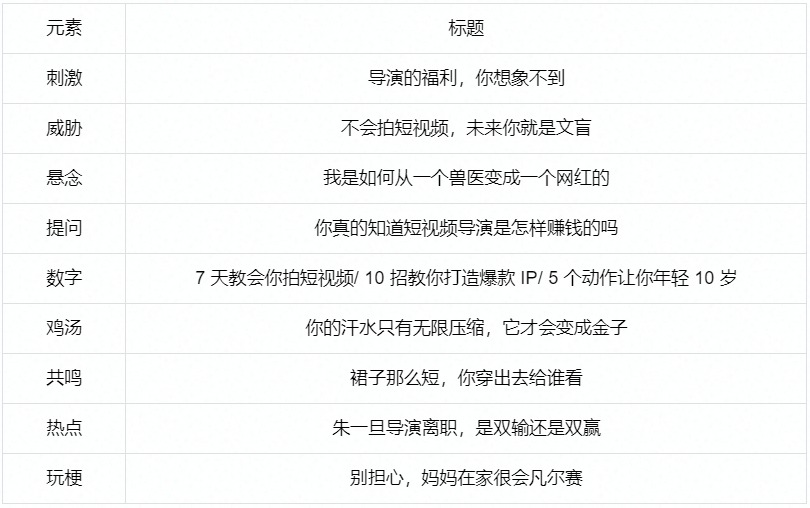 元素 标题
刺激 导演的福利，你想象不到
威胁 不会拍短视频，未来你就是文盲
悬念 我是如何从一个兽医变成一个网红的
提问 你真的知道短视频导演是怎样赚钱的吗
数字 7 天教会你拍短视频/ 10 招教你打造爆款 IP/ 5 个动作让你年轻 10 岁
鸡汤 你的汗水只有无限压缩，它才会变成金子
共鸣 裙子那么短，你穿出去给谁看
热点 朱一旦导演离职，是双输还是双赢
玩梗 别担心，妈妈在家很会凡尔赛